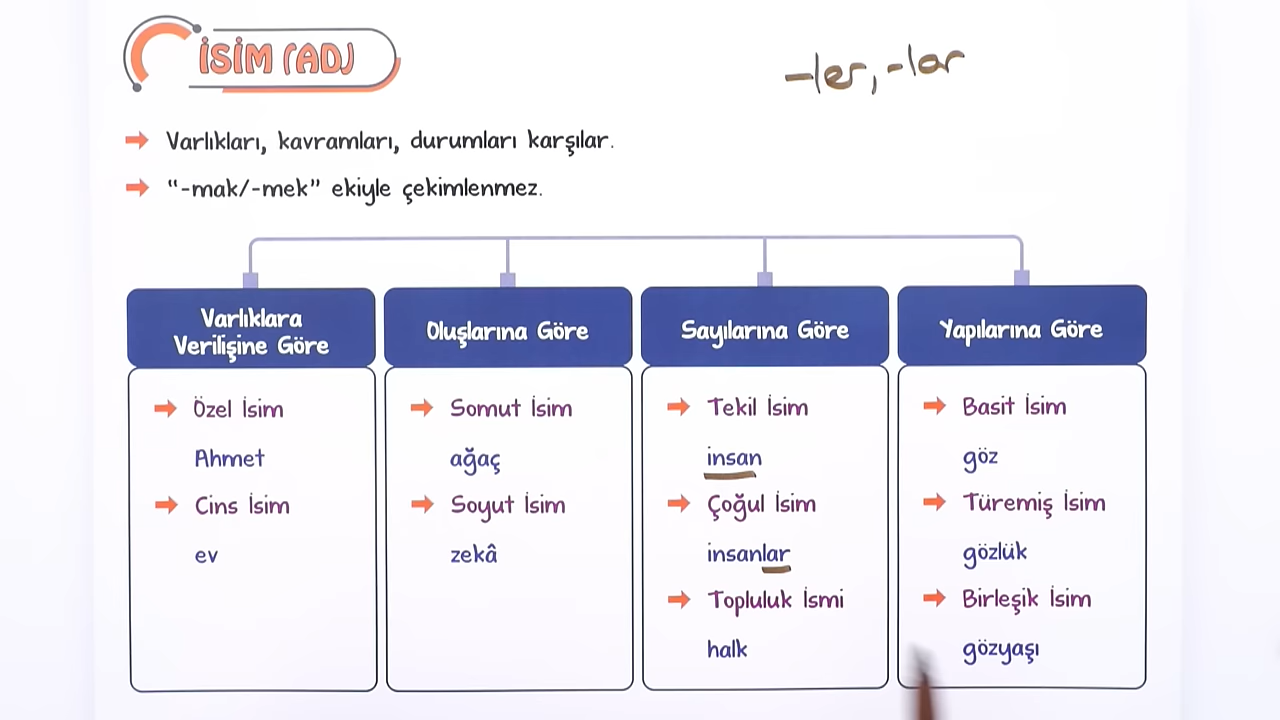 İSİM (AD)
-ler, -lar
Varlıkları, kavramları, durumları karşılar.
"-mak/-mek" ekiyle çekimlenmez.
Varlıklara
Verilişine Göre
Özel İsim
Ahmet
Cins İsim
ev
Oluşlarına Göre
Somut İsim
ağaç
Soyut İsim
zekâ
Sayılarına Göre
Tekil İsim
insan
Çoğul İsim
insanlar
Topluluk İsmi
halk
Yapılarına Göre
Basit İsim
göz
Türemiş İsim
gözlük
Birleşik İsim
gözyaşı